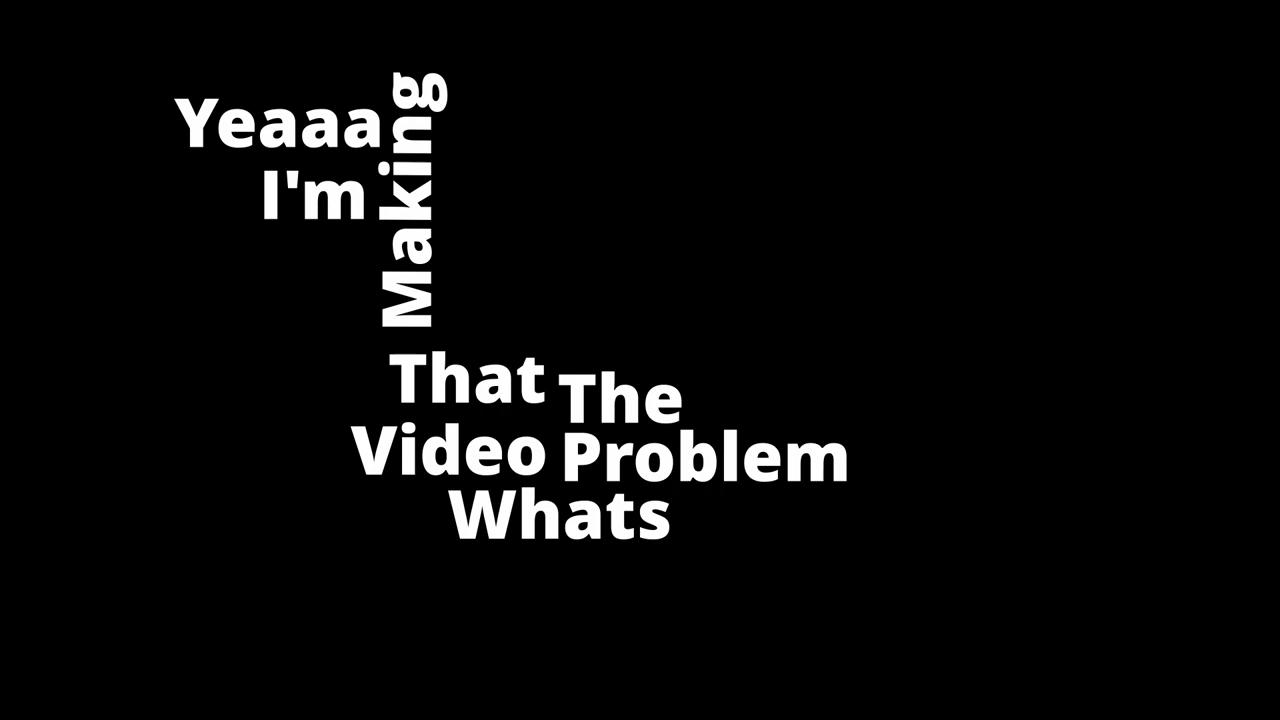 Yeaaa
I'm
Making
That
Video
Whats
The
Problem